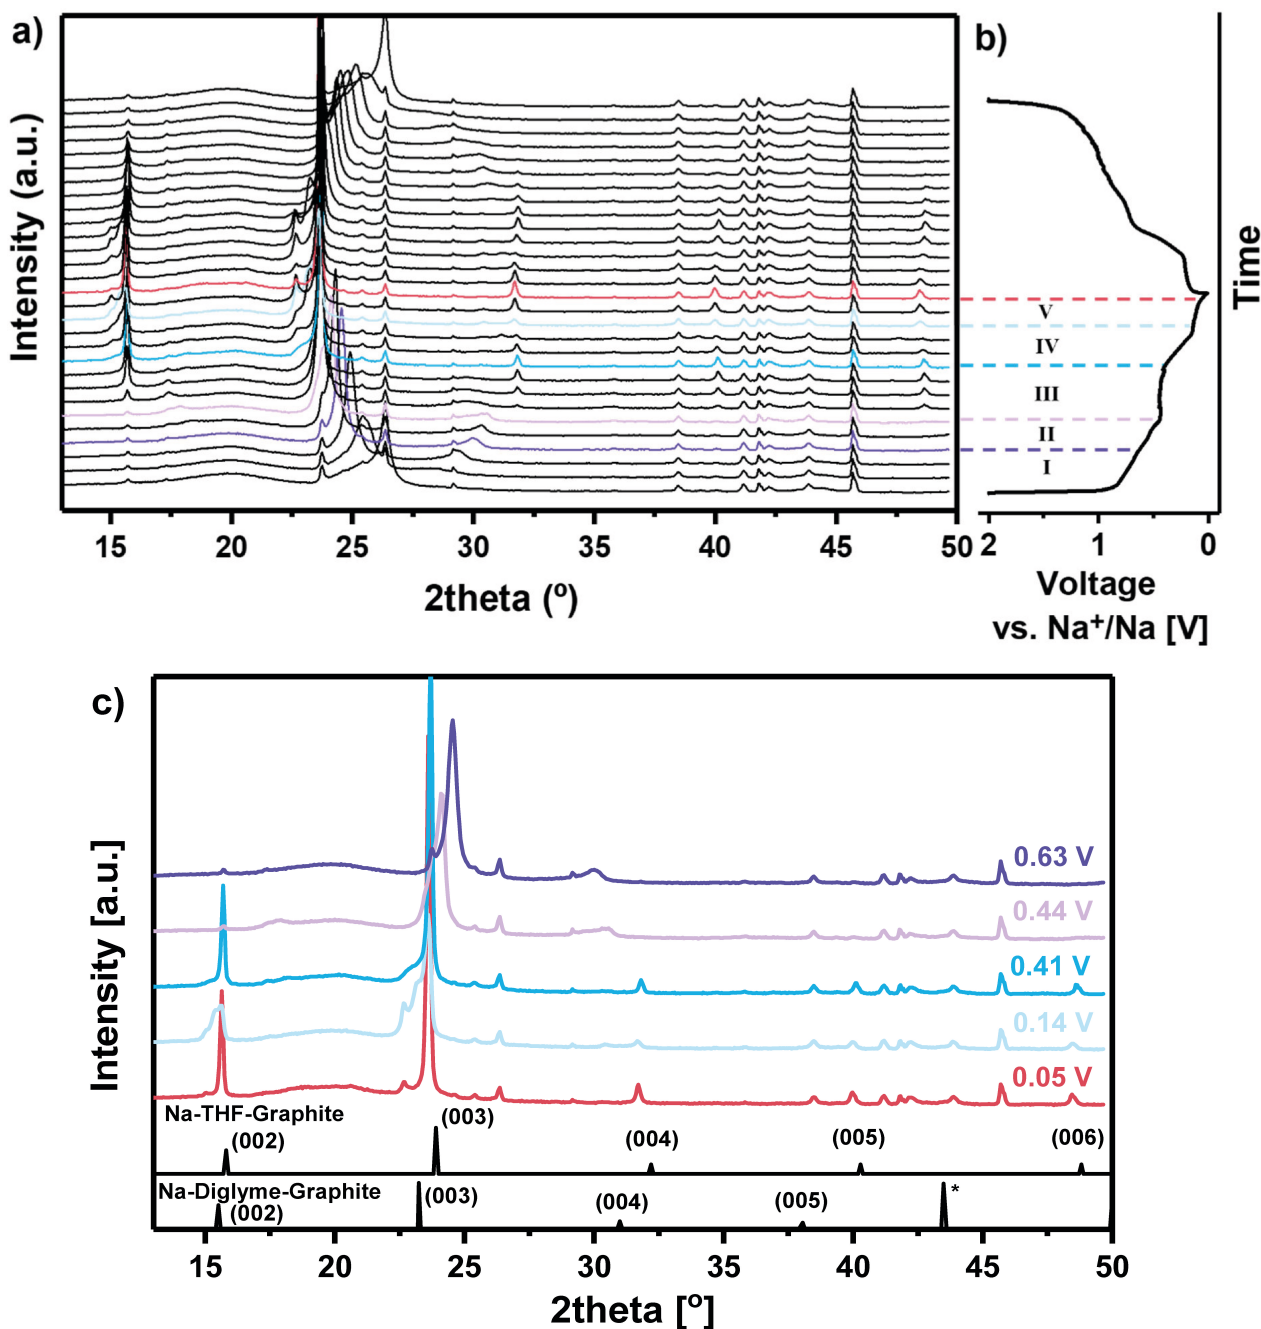 a)
b)
Intensity (a.u.)
Time
V
IV
III
II
I
15 20 25 30 35 40 45 50
2theta (º)
2 1 0
Voltage
vs. Na⁺/Na [V]
c)
Intensity [a.u.]
0.63 V
0.44 V
0.41 V
0.14 V
0.05 V
Na-THF-Graphite
(002) (003) (004) (005) (006)
Na-Diglyme-Graphite
(002) (003) (004) (005) *
15 20 25 30 35 40 45 50
2theta [º]